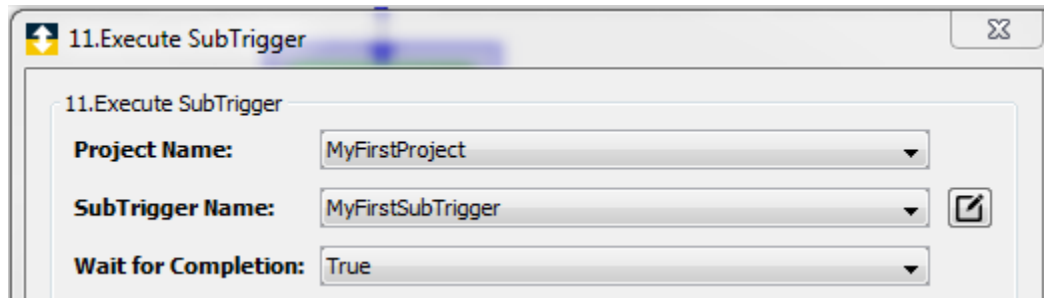 11.Execute SubTrigger
11.Execute SubTrigger
Project Name: MyFirstProject
SubTrigger Name: MyFirstSubTrigger
Wait for Completion: True